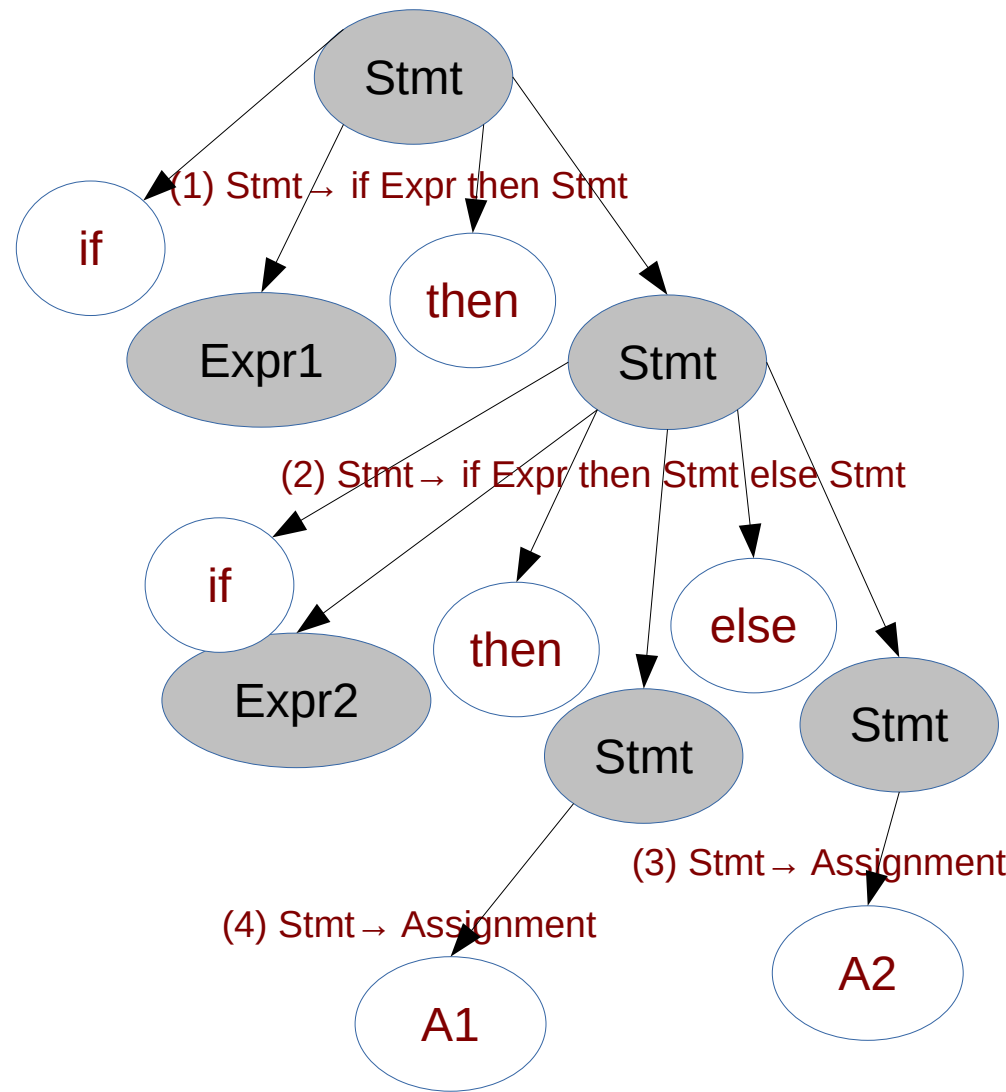 Stmt
(1) Stmt→ if Expr then Stmt
if
then
Expr1
Stmt
(2) Stmt→ if Expr then Stmt else Stmt
if
else
then
Expr2
Stmt
Stmt
(3) Stmt→ Assignment
(4) Stmt→ Assignment
A2
A1